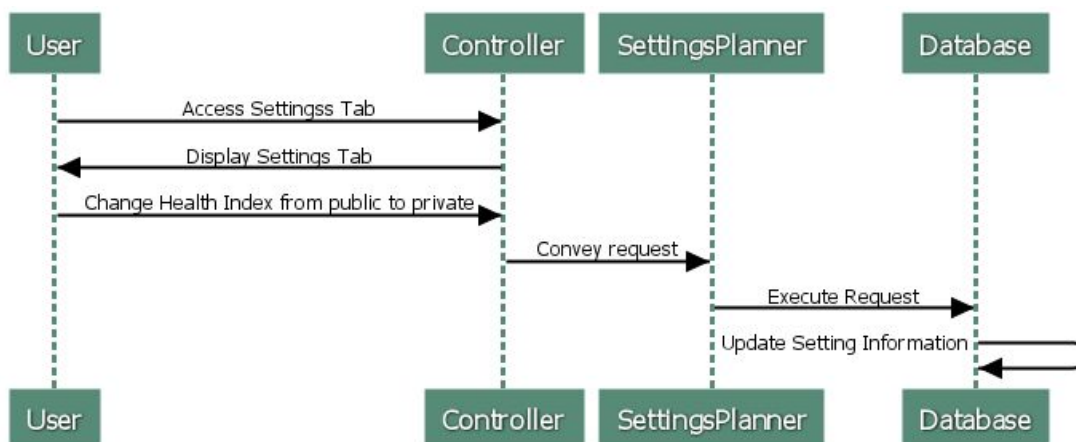 User
Controller
SettingsPlanner
Database
Access Settingss Tab
Display Settings Tab
Change Health Index from public to private
Convey request
Execute Request
Update Setting Information
User
Controller
SettingsPlanner
Database